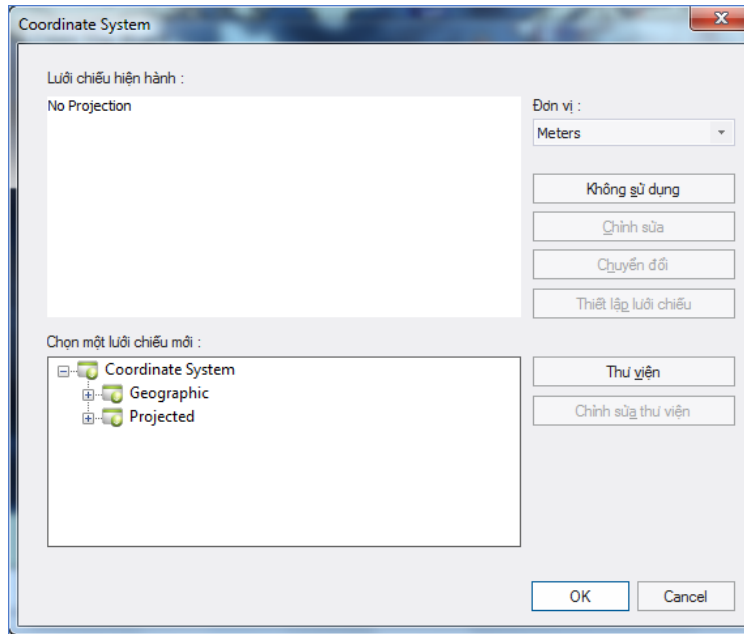 Coordinate System
Lưới chiếu hiện hành :
No Projection
Đơn vị :
Meters
Không sử dụng
Chỉnh sửa
Chuyển đổi
Thiết lập lưới chiếu
Chọn một lưới chiếu mới :
Coordinate System
Geographic
Projected
Thư viện
Chỉnh sửa thư viện
OK
Cancel